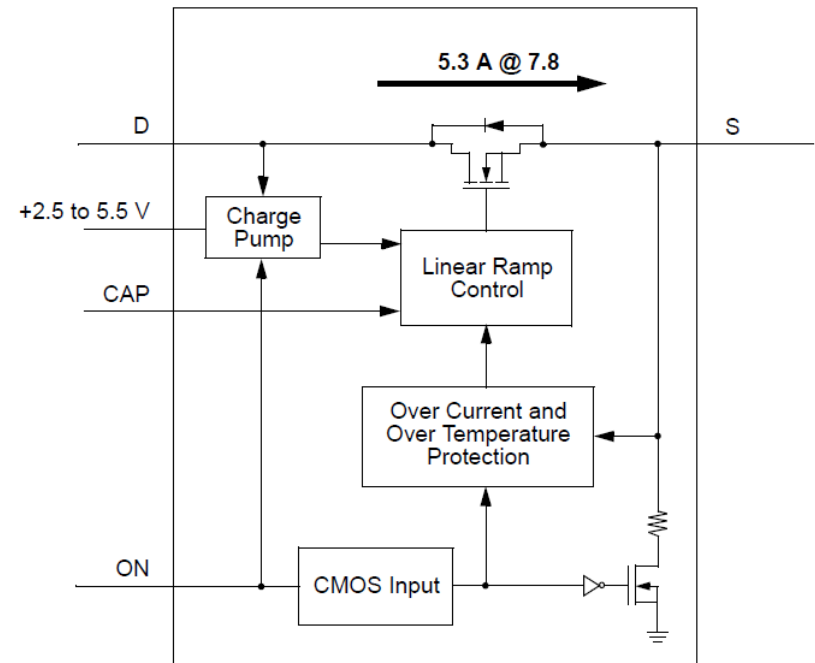 5.3 A @ 7.8
D
S
+2.5 to 5.5 V
Charge
Pump
CAP
Linear Ramp
Control
Over Current and
Over Temperature
Protection
ON
CMOS Input